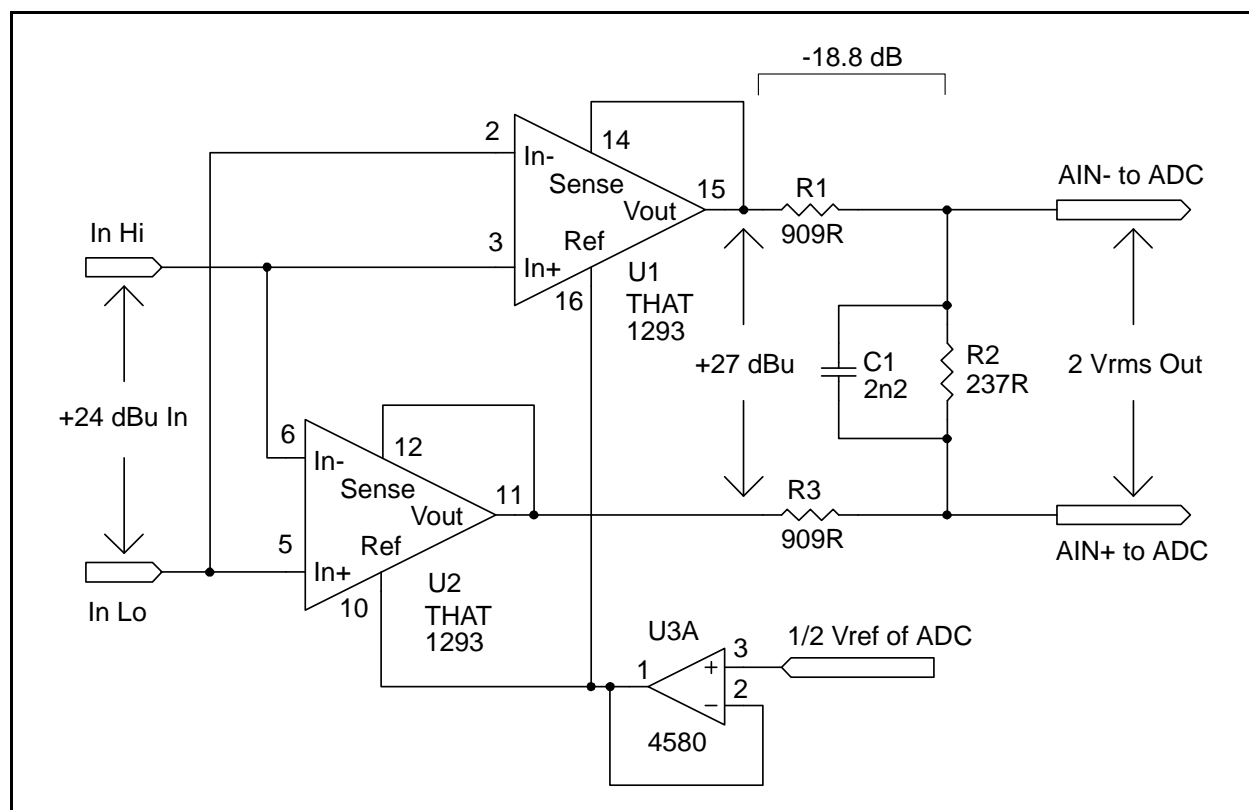 -18.8 dB
2
In-
14
Sense
15
Vout
R1
909R
AIN- to ADC
In Hi
3
In+
Ref
16
U1
THAT
1293
+24 dBu In
+27 dBu
C1
2n2
R2
237R
2 Vrms Out
6
In-
12
Sense
11
Vout
R3
909R
AIN+ to ADC
5
In+
Ref
10
In Lo
U2
THAT
1293
U3A
1/2 Vref of ADC
1
+
3
−
2
4580